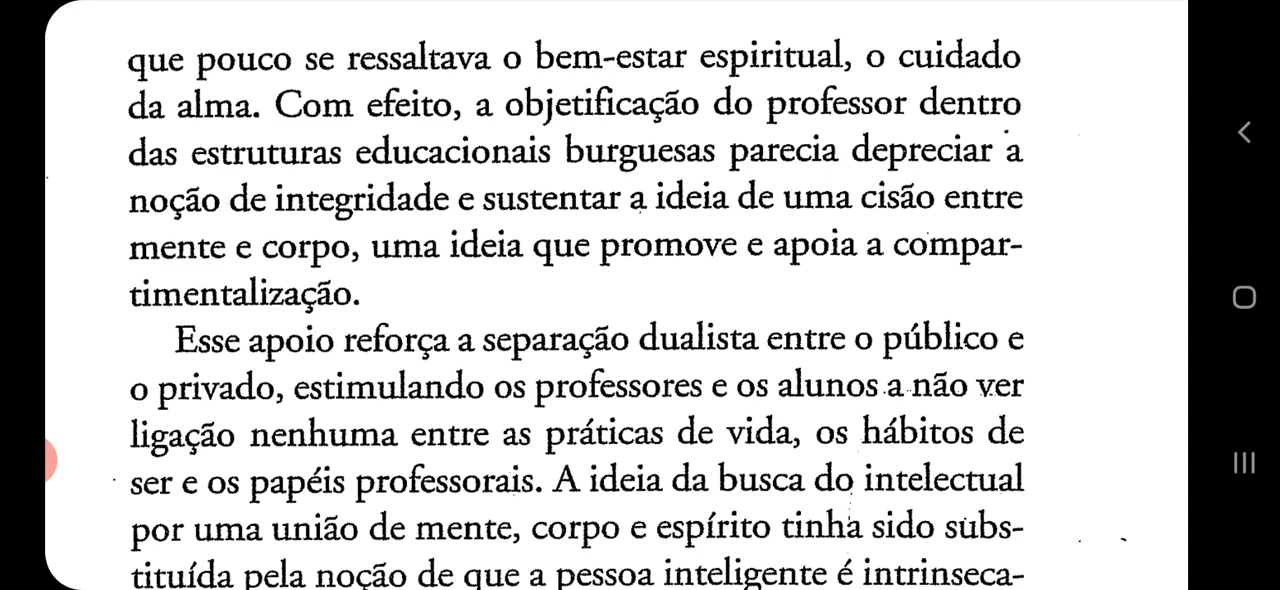 que pouco se ressaltava o bem-estar espiritual, o cuidado
da alma. Com efeito, a objetificação do professor dentro
das estruturas educacionais burguesas parecia depreciar a
noção de integridade e sustentar a ideia de uma cisão entre
mente e corpo, uma ideia que promove e apoia a compar-
timentalização.
Esse apoio reforça a separação dualista entre o público e
o privado, estimulando os professores e os alunos a não ver
ligação nenhuma entre as práticas de vida, os hábitos de
ser e os papéis professorais. A ideia da busca do intelectual
por uma união de mente, corpo e espírito tinha sido subs-
tituída pela noção de que a pessoa inteligente é intrinseca-